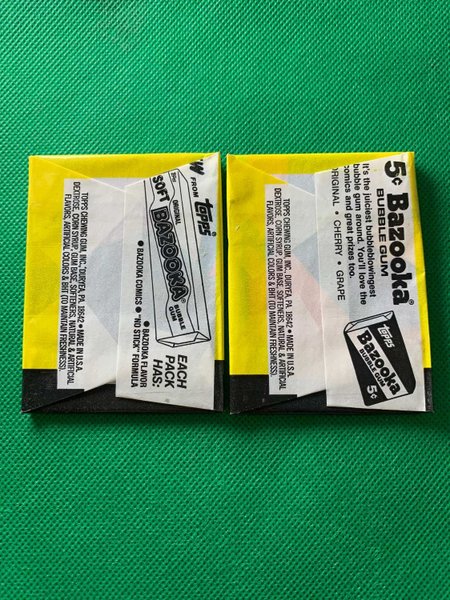 TOPPS CHEWING GUM, INC., DURYEA, PA. 18642 • MADE IN U.S.A.
DEXTROSE, CORN SYRUP, GUM BASE, SOFTENERS, NATURAL & ARTIFICIAL
FLAVORS, ARTIFICIAL COLORS & BHT (TO MAINTAIN FRESHNESS).
FROM topps
SOFT
ORIGINAL
BAZOOKA
BUBBLE
GUM
EACH
PACK
HAS:
• BAZOOKA FLAVOR
• BAZOOKA COMICS • "NO STICK" FORMULA
5¢ Bazooka®
BUBBLE GUM
It's the juiciest bubbleblowingest
bubble gum around. You'll love the
comics and great prizes, too.
ORIGINAL • CHERRY • GRAPE
TOPPS
Bazooka
BUBBLE GUM
5¢
TOPPS CHEWING GUM, INC., DURYEA, PA. 18642 • MADE IN U.S.A.
DEXTROSE, CORN SYRUP, GUM BASE, SOFTENERS, NATURAL & ARTIFICIAL
FLAVORS, ARTIFICIAL COLORS & BHT (TO MAINTAIN FRESHNESS).